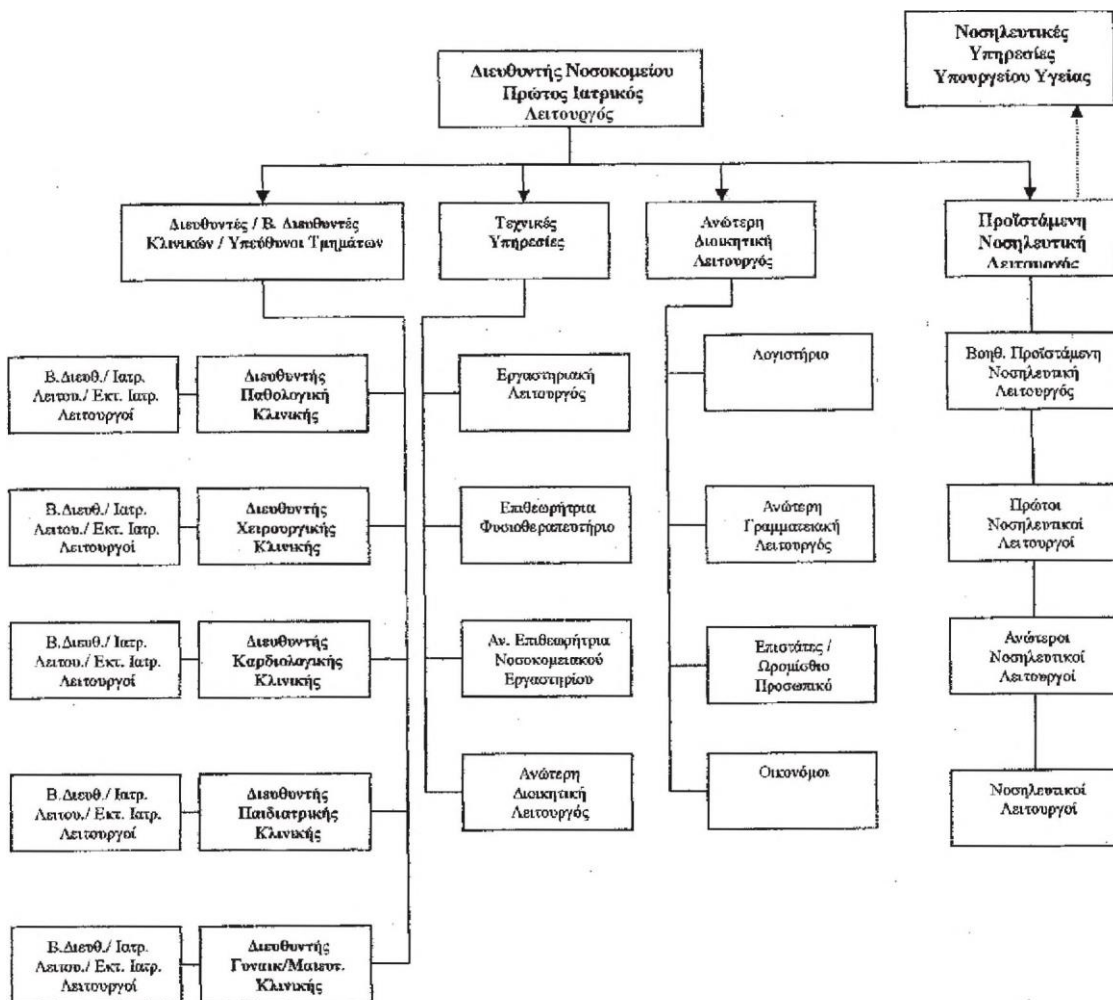 Νοσηλευτικές
Υπηρεσίες
Υπουργείου Υγείας
Διευθυντής Νοσοκομείου
Πρώτος Ιατρικός
Λειτουργός
Διευθυντές / Β. Διευθυντές
Κλινικών / Υπεύθυνοι Τμημάτων
Τεχνικές
Υπηρεσίες
Ανώτερη
Διοικητική
Λειτουργός
Προϊστάμενη
Νοσηλευτική
Λειτουργός
Β.Διευθ./ Ιατρ.
Λειτου./ Εκτ. Ιατρ.
Λειτουργοί
Διευθυντής
Παθολογική
Κλινικής
Εργαστηριακή
Λειτουργός
Λογιστήριο
Βοηθ. Προϊστάμενη
Νοσηλευτική
Λειτουργός
Β.Διευθ./ Ιατρ.
Λειτου./ Εκτ. Ιατρ.
Λειτουργοί
Διευθυντής
Χειρουργικής
Κλινικής
Επιθεωρήτρια
Φυσιοθεραπευτήριο
Ανώτερη
Γραμματειακή
Λειτουργός
Πρώτοι
Νοσηλευτικοί
Λειτουργοί
Β.Διευθ./ Ιατρ.
Λειτου./ Εκτ. Ιατρ.
Λειτουργοί
Διευθυντής
Καρδιολογικής
Κλινικής
Αν. Επιθεωρήτρια
Νοσοκομειακού
Εργαστηρίου
Επιστάτες /
Ωρομίσθιο
Προσωπικό
Ανώτεροι
Νοσηλευτικοί
Λειτουργοί
Β.Διευθ./ Ιατρ.
Λειτου./ Εκτ. Ιατρ.
Λειτουργοί
Διευθυντής
Παιδιατρικής
Κλινικής
Ανώτερη
Διοικητική
Λειτουργός
Οικονόμοι
Νοσηλευτικοί
Λειτουργοί
Β.Διευθ./ Ιατρ.
Λειτου./ Εκτ. Ιατρ.
Λειτουργοί
Διευθυντής
Γυναικ/Μαιευτ.
Κλινικής